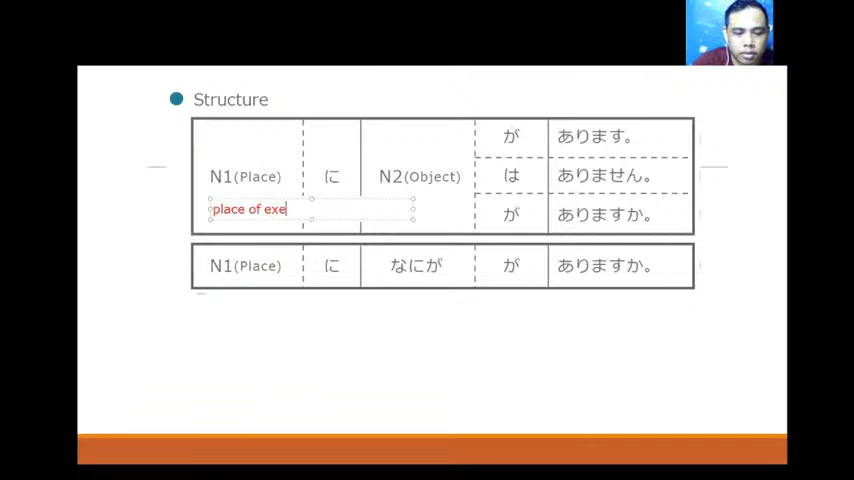 Structure
が あります。
N1(Place) に N2(Object) は ありません。
place of exe
が ありますか。
N1(Place) に なにが が ありますか。